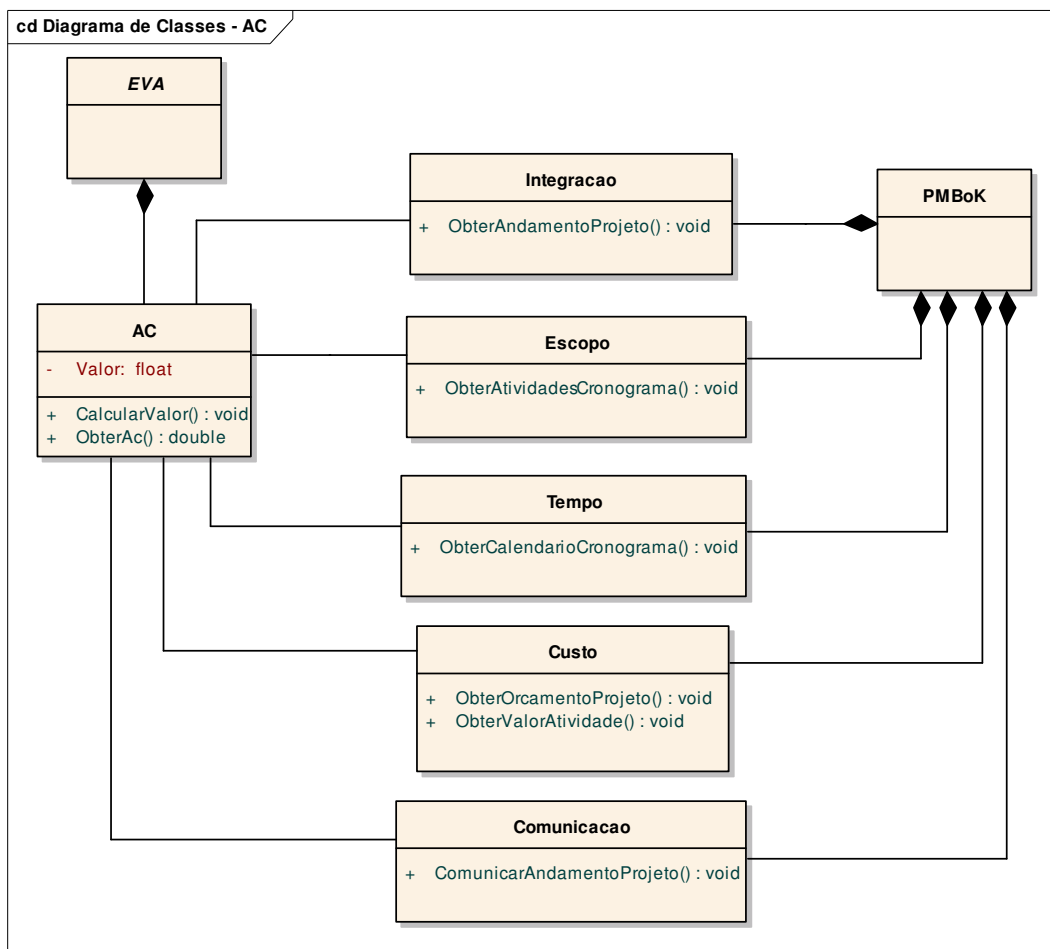 cd Diagrama de Classes - AC
EVA
Integracao
+ ObterAndamentoProjeto() : void
PMBoK
AC
- Valor: float
+ CalcularValor() : void
+ ObterAc() : double
Escopo
+ ObterAtividadesCronograma() : void
Tempo
+ ObterCalendarioCronograma() : void
Custo
+ ObterOrcamentoProjeto() : void
+ ObterValorAtividade() : void
Comunicacao
+ ComunicarAndamentoProjeto() : void